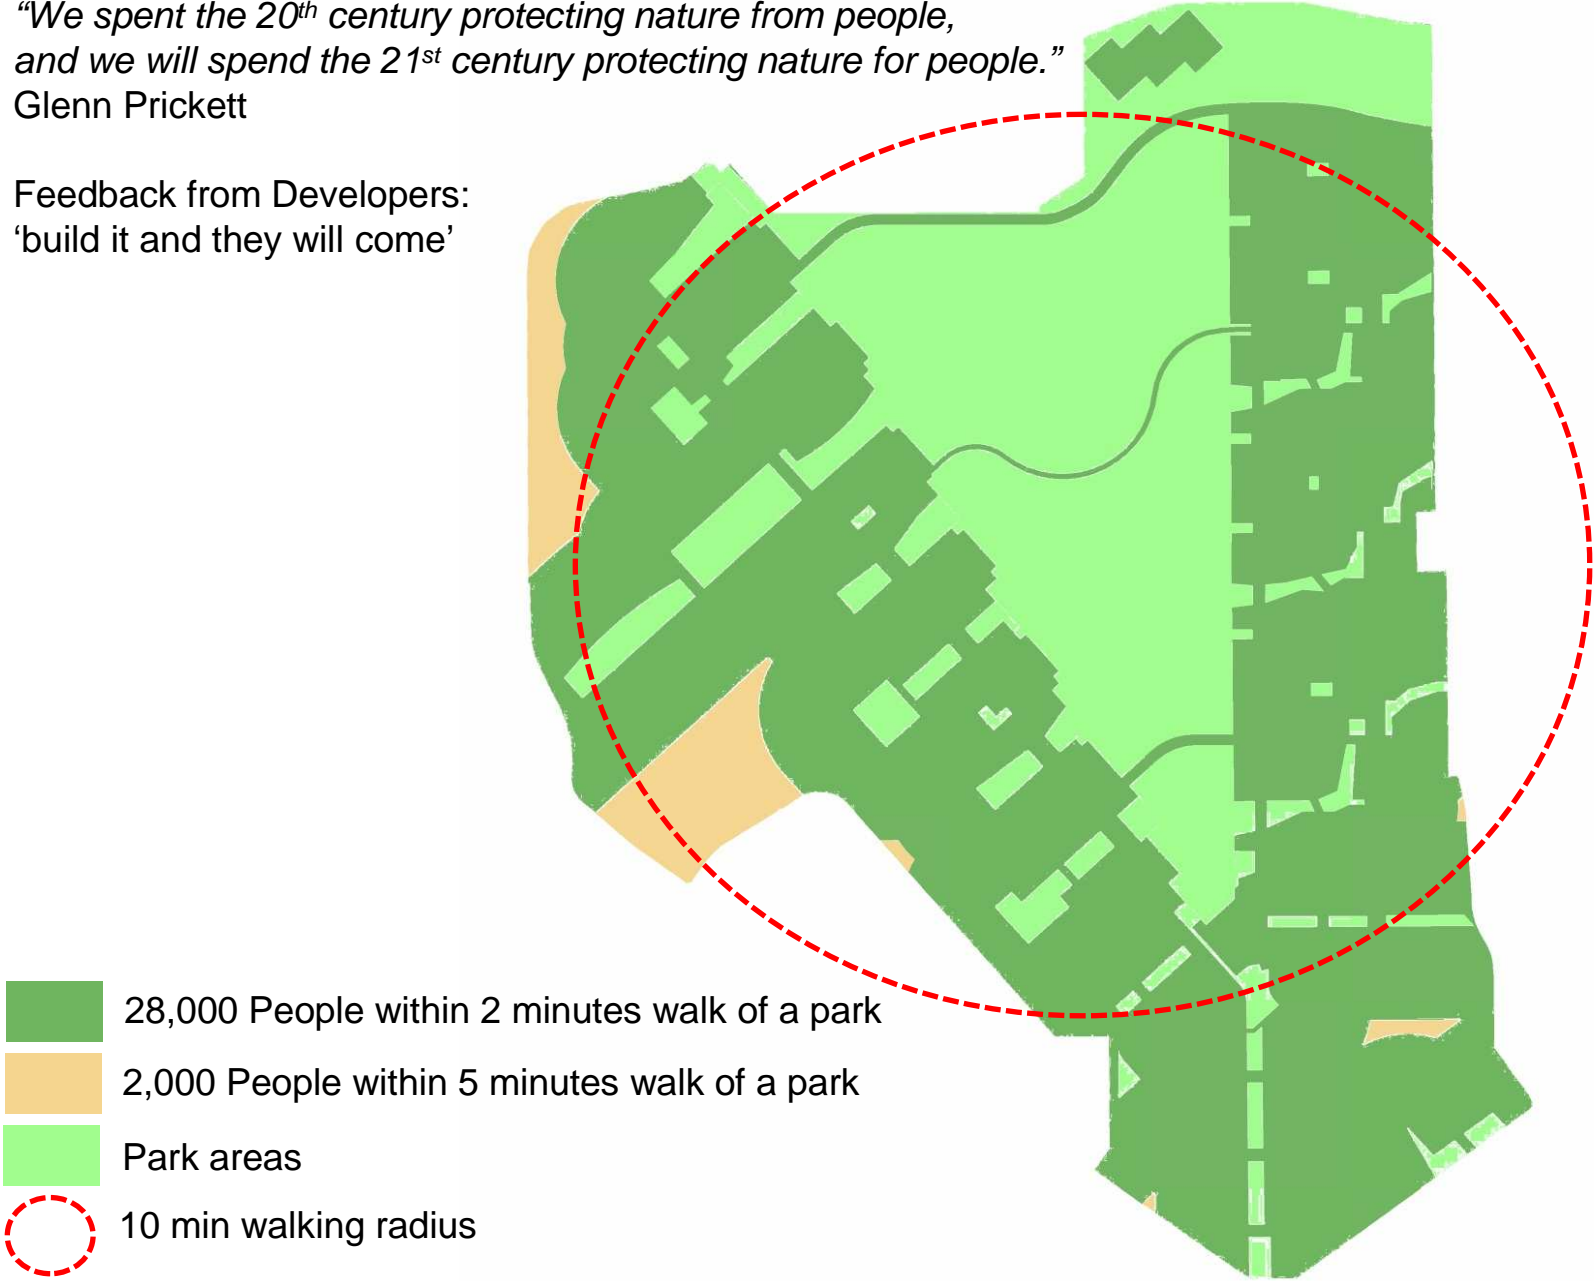 “We spent the 20th century protecting nature from people,
and we will spend the 21st century protecting nature for people.”
Glenn Prickett
Feedback from Developers:
‘build it and they will come’
28,000 People within 2 minutes walk of a park
2,000 People within 5 minutes walk of a park
Park areas
10 min walking radius